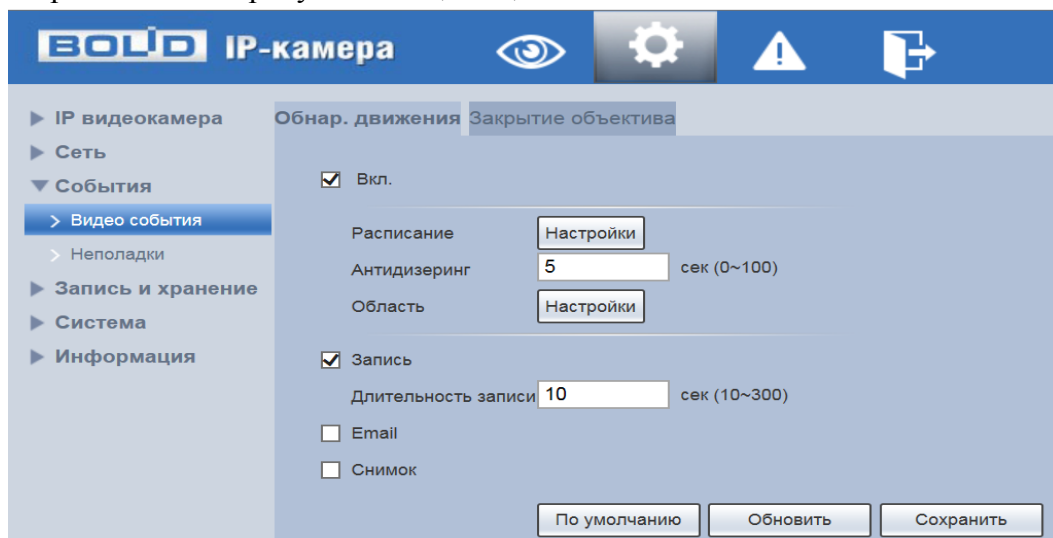 BOLID IP-камера
IP видеокамера
Сеть
События
Видео события
Неполадки
Запись и хранение
Система
Информация
Обнар. движения Закрытие объектива
Вкл.
Расписание Настройки
Антидизеринг 5 сек (0~100)
Область Настройки
Запись
Длительность записи 10 сек (10~300)
Email
Снимок
По умолчанию Обновить Сохранить